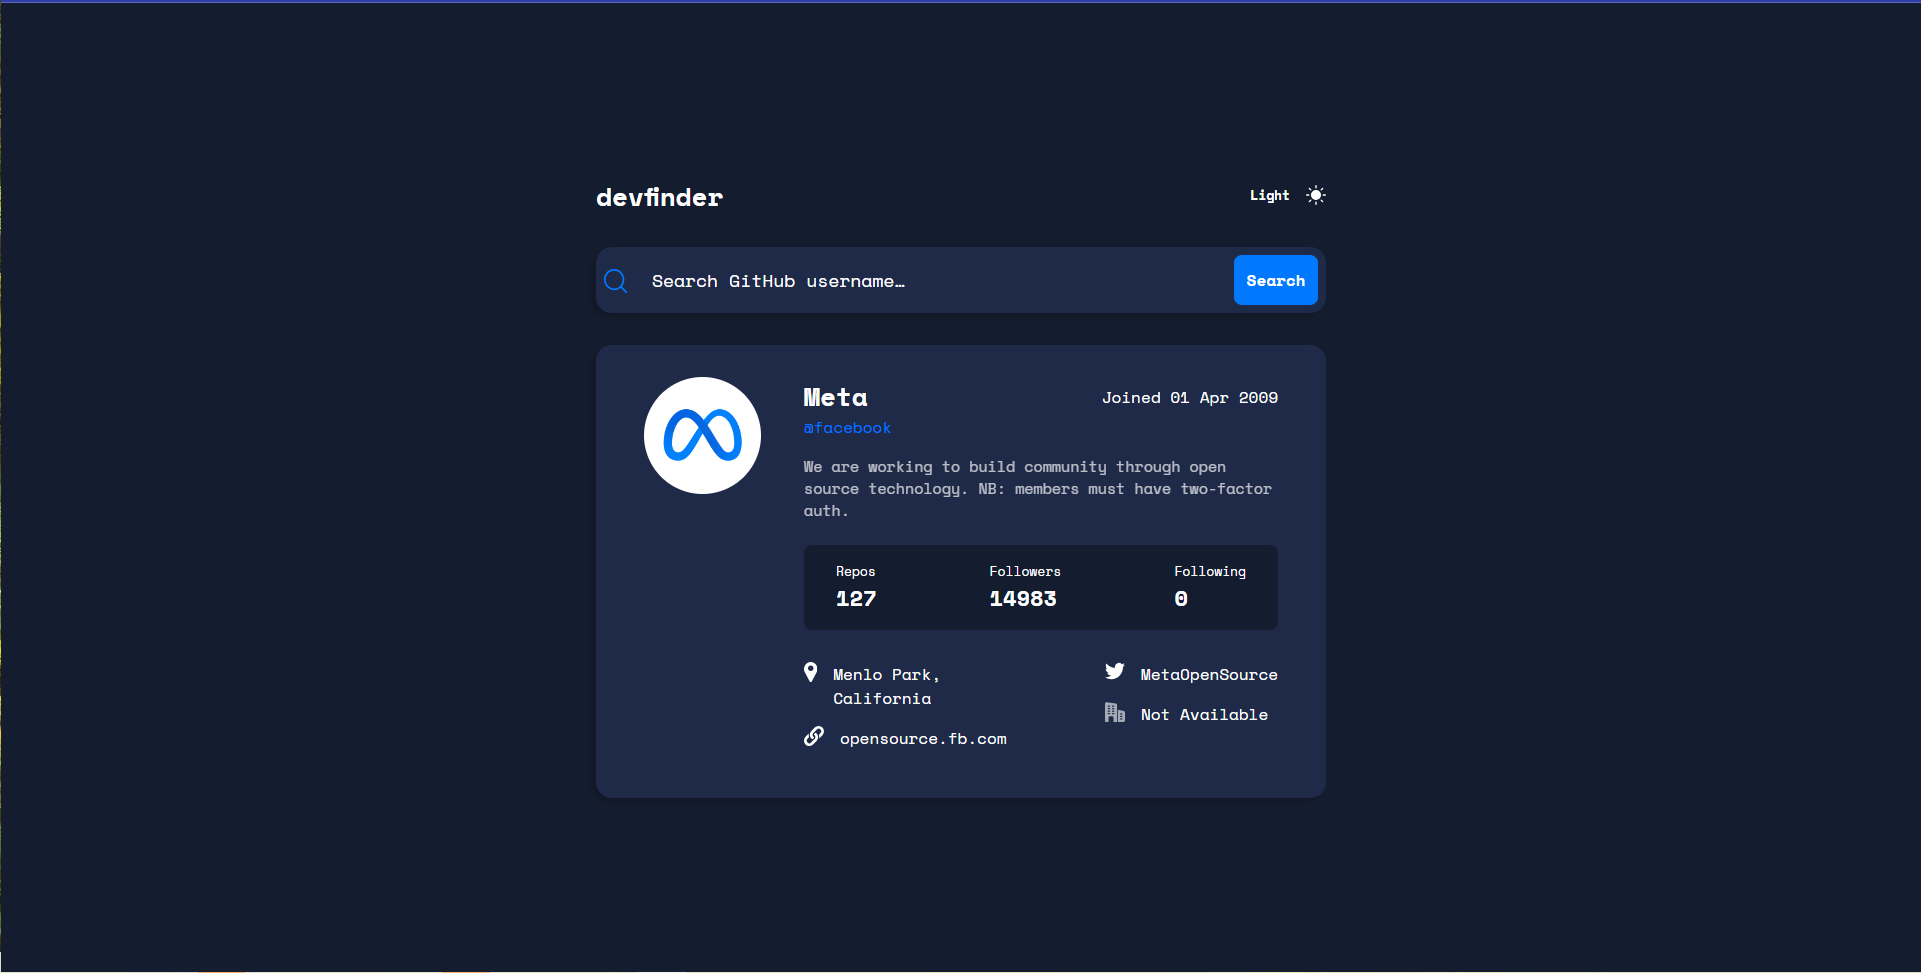 devfinder
Light
Search GitHub username…
Search
Meta
Joined 01 Apr 2009
@facebook
We are working to build community through open
source technology. NB: members must have two-factor
auth.
Repos
Followers
Following
127
14983
0
Menlo Park,
California
MetaOpenSource
Not Available
opensource.fb.com